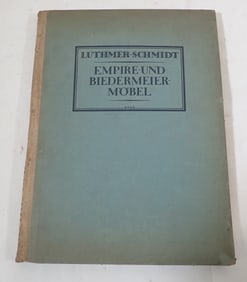 LUTHMER·SCHMIDT
EMPIRE·UND
BIEDERMEIER-
MÖBEL